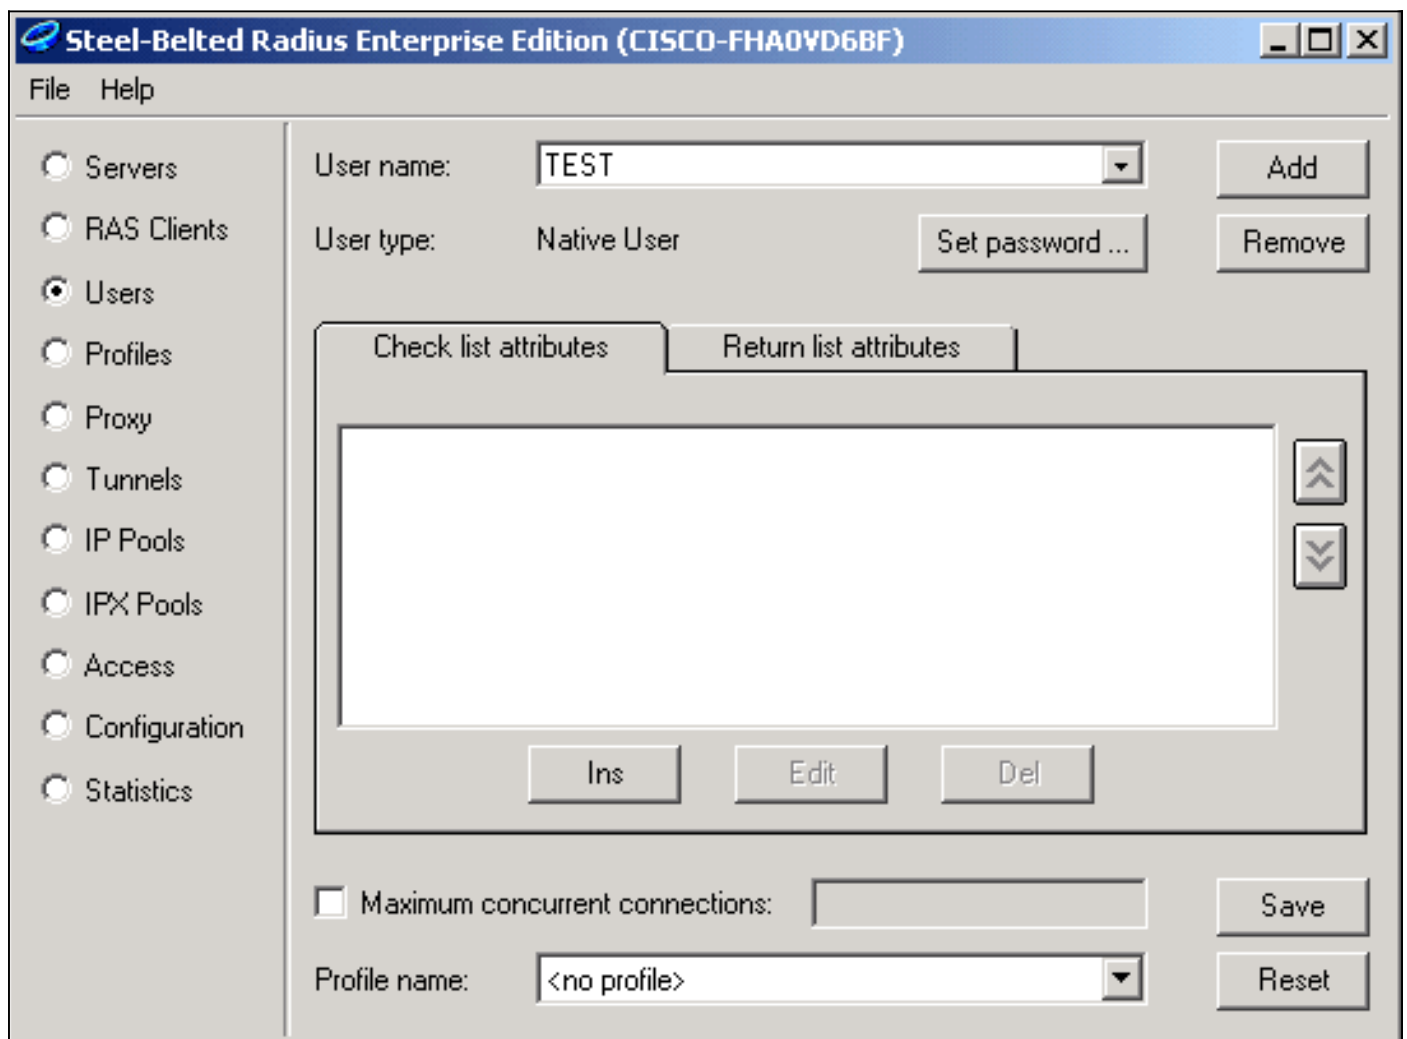 Steel-Belted Radius Enterprise Edition (CISCO-FHA0VD6BF)
File Help
Servers
RAS Clients
Users
Profiles
Proxy
Tunnels
IP Pools
IPX Pools
Access
Configuration
Statistics
User name: TEST Add
User type: Native User Set password ... Remove
Check list attributes Return list attributes
Ins Edit Del
Maximum concurrent connections: Save
Profile name: <no profile> Reset